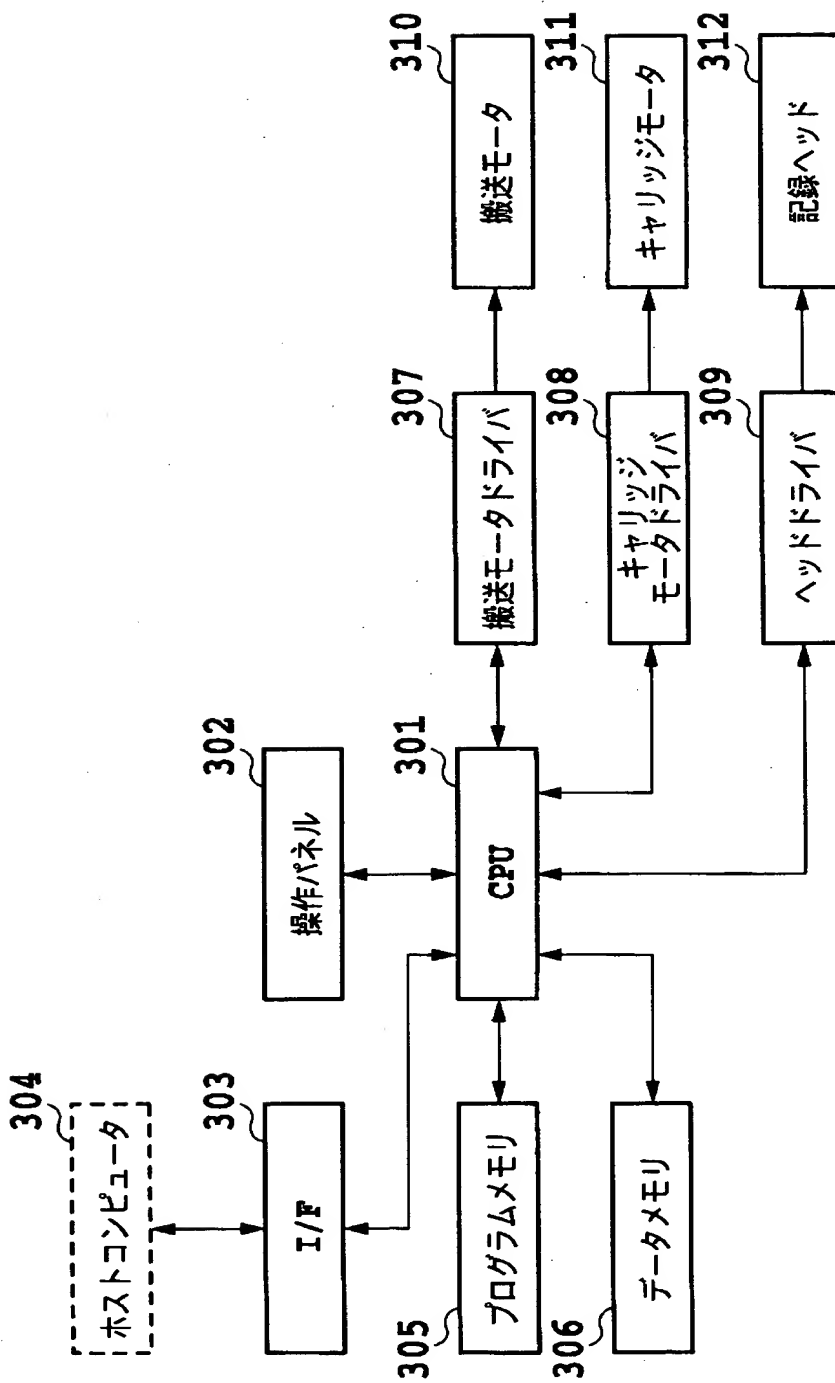 304
ホストコンピュータ
303
I/F
302
操作パネル
305
プログラムメモリ
301
CPU
307
搬送モータドライバ
310
搬送モータ
306
データメモリ
308
キャリッジ
モータドライバ
311
キャリッジモータ
309
ヘッドドライバ
312
記録ヘッド